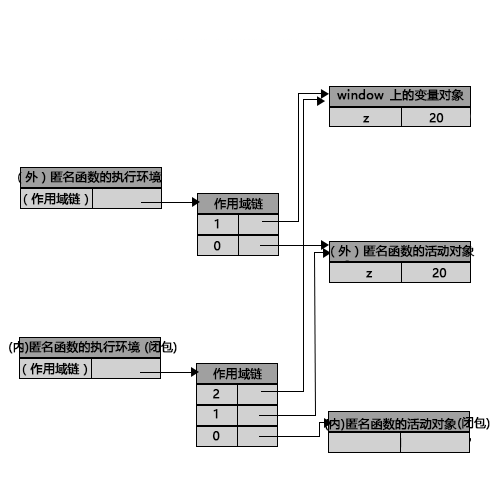 window 上的变量对象
z 20
(外)匿名函数的执行环境
(作用域链)
作用域链
1
0
(外)匿名函数的活动对象
z 20
(内)匿名函数的执行环境 (闭包)
(作用域链)
作用域链
2
1
0
(内)匿名函数的活动对象(闭包)